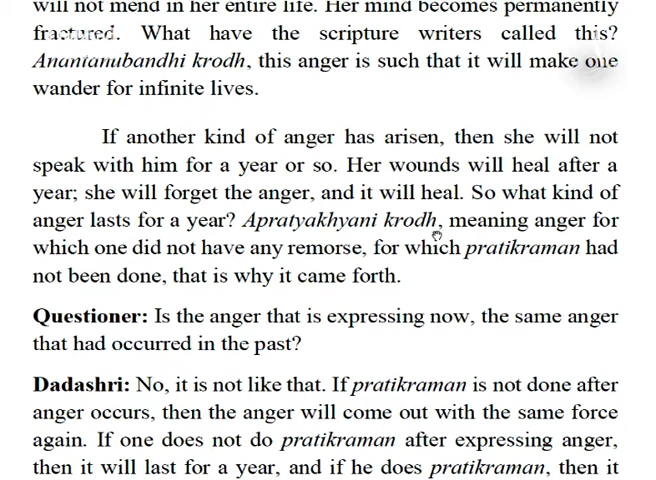 will not mend in her entire life. Her mind becomes permanently
fractured. What have the scripture writers called this?
Anantanubandhi krodh, this anger is such that it will make one
wander for infinite lives.
If another kind of anger has arisen, then she will not
speak with him for a year or so. Her wounds will heal after a
year; she will forget the anger, and it will heal. So what kind of
anger lasts for a year? Apratyakhyani krodh, meaning anger for
which one did not have any remorse, for which pratikraman had
not been done, that is why it came forth.
Questioner: Is the anger that is expressing now, the same anger
that had occurred in the past?
Dadashri: No, it is not like that. If pratikraman is not done after
anger occurs, then the anger will come out with the same force
again. If one does not do pratikraman after expressing anger,
then it will last for a year, and if he does pratikraman, then it